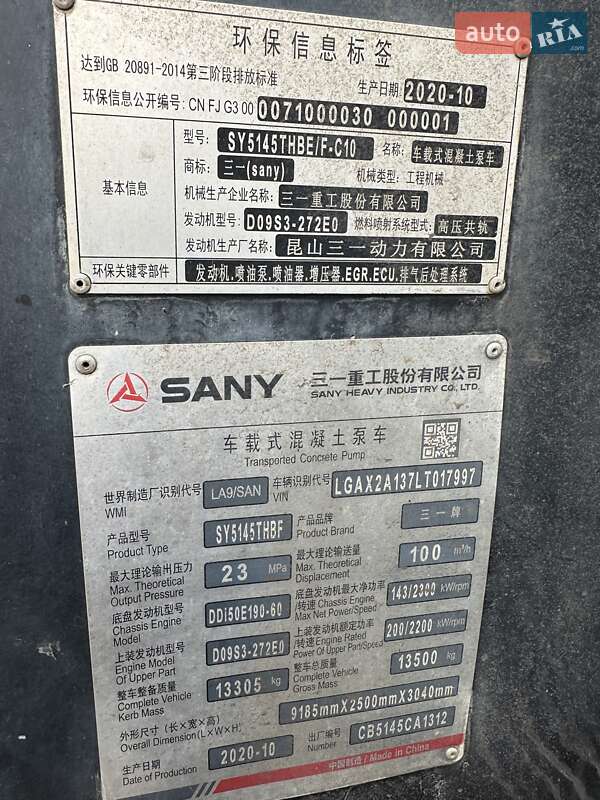 auto RIA.com
环保信息标签
达到GB 20891-2014第三阶段排放标准 生产日期: 2020-10
环保信息公开编号: CN FJ G3 00 0071000030 000001
基本信息
型号: SY5145THBE/F-C10 名称: 车载式混凝土泵车
商标: 三一(sany) 机械类型: 工程机械
机械生产企业名称: 三一重工股份有限公司
发动机型号: D09S3-272E0 燃料喷射系统型式: 高压共轨
发动机生产厂名称: 昆山三一动力有限公司
环保关键零部件 发动机.喷油泵.喷油器.增压器.EGR.ECU.排气后处理系统
SANY 三一重工股份有限公司
SANY HEAVY INDUSTRY CO., LTD.
车载式混凝土泵车
Transported Concrete Pump
世界制造厂识别代号 LA9/SAN 车辆识别代号 LGAX2A137LT017997
WMI VIN
产品型号 SY5145THBF 产品品牌 三一牌
Product Type Product Brand
最大理论输出压力 23 MPa 最大理论输送量 100 m³/h
Max. Theoretical Max. Theoretical
Output Pressure Displacement
底盘发动机型号 DDi50E190-60 底盘发动机最大净功率 143/2300 kW/rpm
Chassis Engine /转速 Chassis Engine
Model Max Net Power/Speed
上装发动机型号 D09S3-272E0 上装发动机额定功率 200/2200 kW/rpm
Engine Model /转速 Engine Rated
Of Upper Part Power Of Upper Part/Speed
整车整备质量 13305 kg 整车总质量 13500 kg
Complete Vehicle Complete Vehicle
Kerb Mass Gross Mass
外形尺寸 (长×宽×高) 9185mmX2500mmX3040mm
Overall Dimension (L×W×H)
生产日期 2020-10 出厂编号 CB5145CA1312
Date of Production Number
中国制造 / Made in China